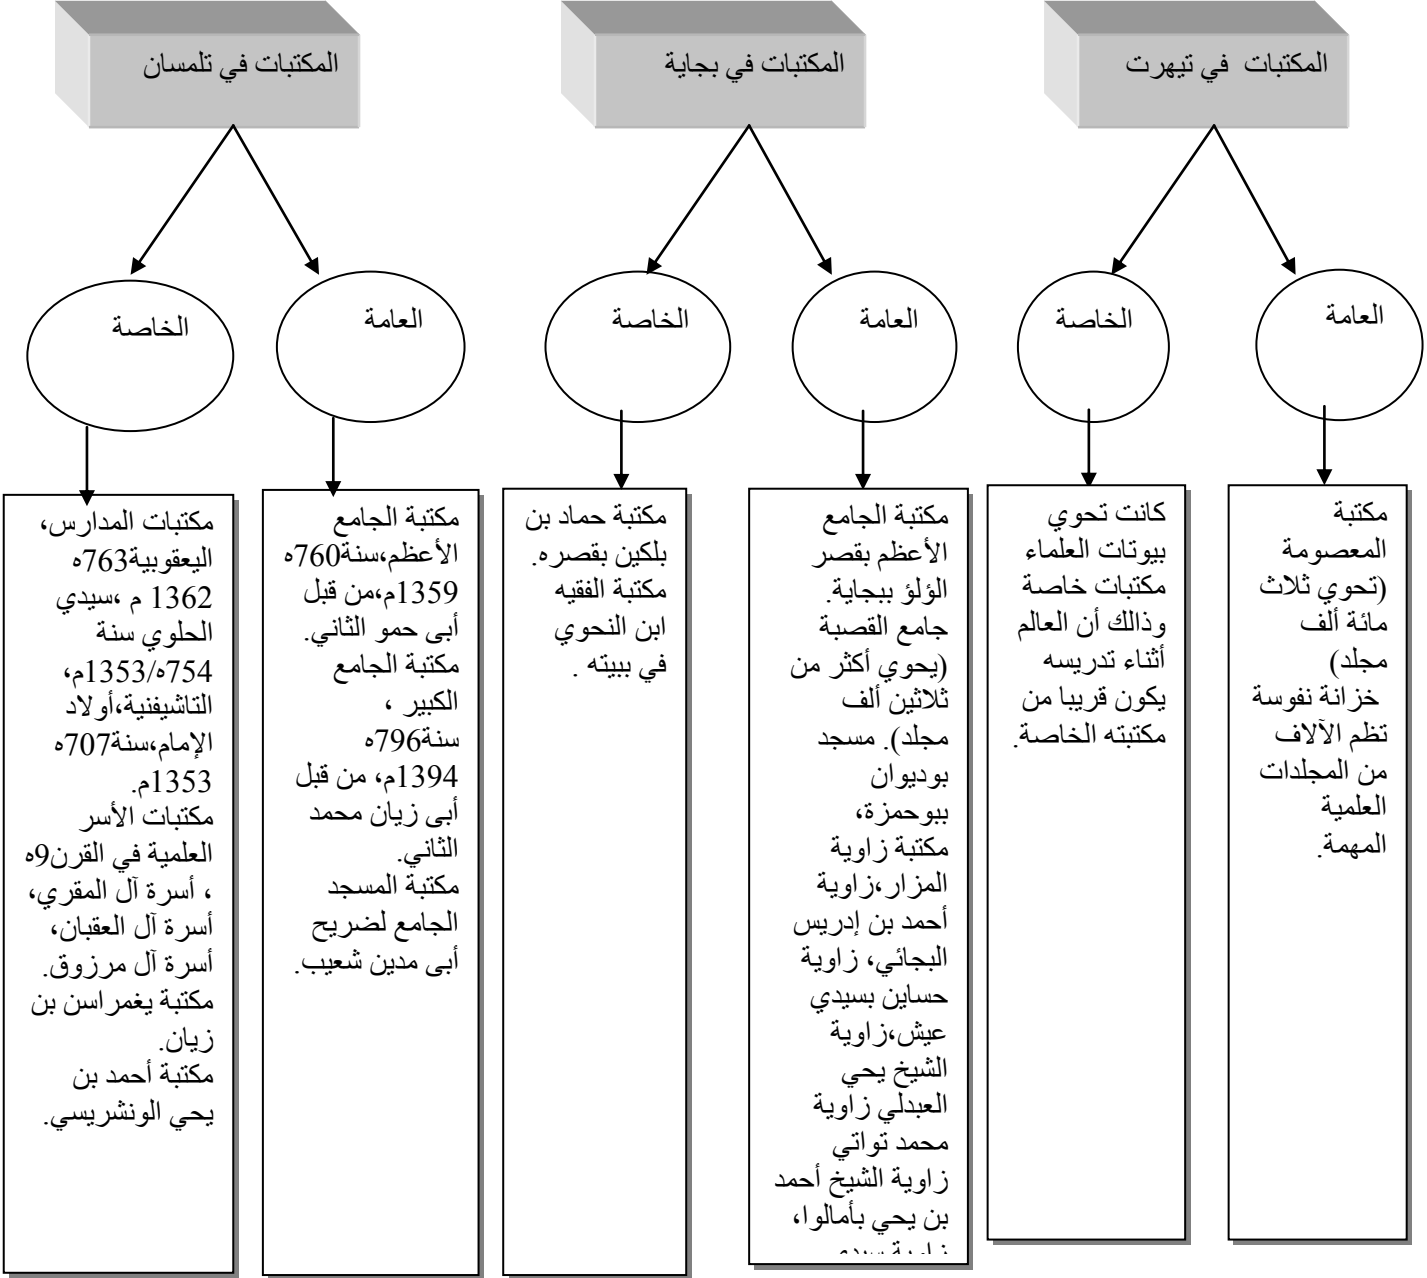 المكتبات في تيهرت
المكتبات في بجاية
المكتبات في تلمسان
العامة
الخاصة
العامة
الخاصة
العامة
الخاصة
مكتبة
المعصومة
(تحوي ثلاث
مائة ألف
مجلد)
خزانة نفوسة
تظم الآلاف
من المجلدات
العلمية
المهمة.
كانت تحوي
بيوتات العلماء
مكتبات خاصة
وذالك أن العالم
أثناء تدريسه
يكون قريبا من
مكتبته الخاصة.
مكتبة الجامع
الأعظم بقصر
الؤلؤ ببجاية.
جامع القصبة
(يحوي أكثر من
ثلاثين ألف
مجلد). مسجد
بوديوان
ببوحمزة،
مكتبة زاوية
المزار،زاوية
أحمد بن إدريس
البجائي، زاوية
حساين بسيدي
عيش،زاوية
الشيخ يحي
العبدلي زاوية
محمد تواتي
زاوية الشيخ أحمد
بن يحي بأمالوا،
مكتبة حماد بن
بلكين بقصره.
مكتبة الفقيه
ابن النحوي
في ببيته .
مكتبة الجامع
الأعظم،سنة760ه
1359م،من قبل
أبى حمو الثاني.
مكتبة الجامع
الكبير ،
سنة796ه
1394م، من قبل
أبى زيان محمد
الثاني.
مكتبة المسجد
الجامع لضريح
أبى مدين شعيب.
مكتبات المدارس،
اليعقوبية763ه
1362 م ،سيدي
الحلوي سنة
754ه/1353م،
التاشيفنية،أولاد
الإمام،سنة707ه
1353م.
مكتبات الأسر
العلمية في القرن9ه
، أسرة آل المقري،
أسرة آل العقبان،
أسرة آل مرزوق.
مكتبة يغمراسن بن
زيان.
مكتبة أحمد بن
يحي الونشريسي.